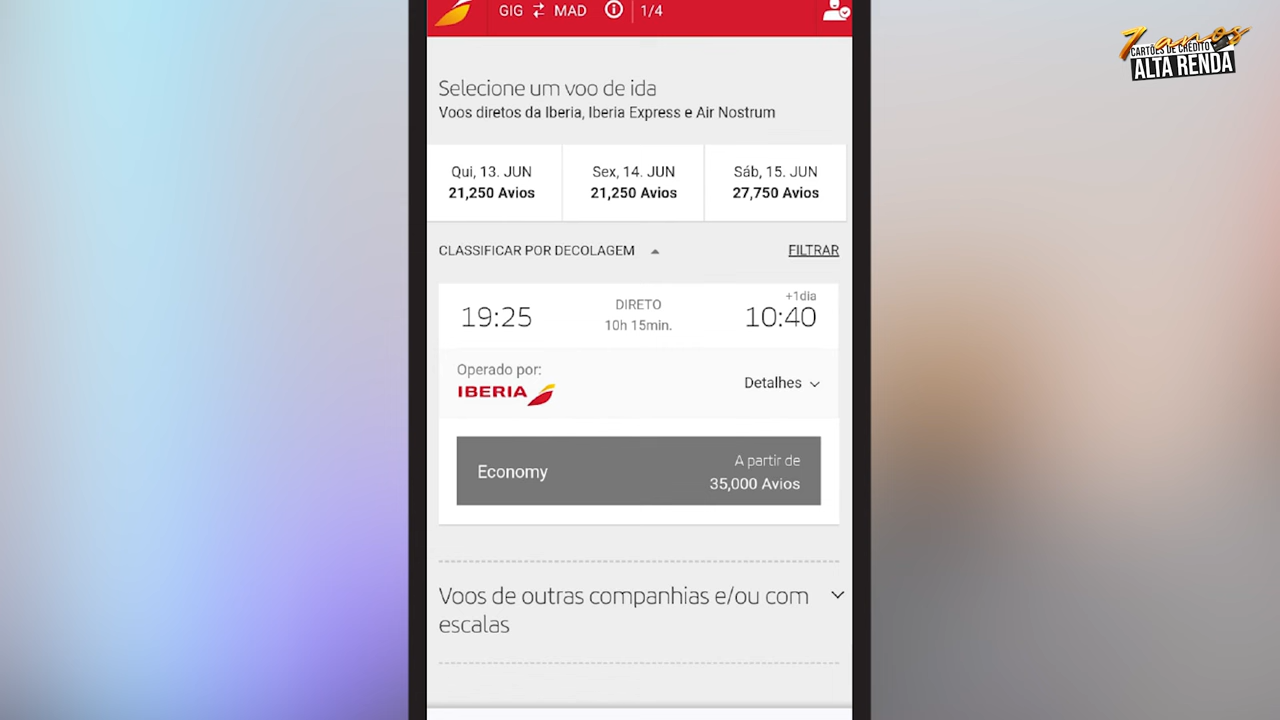 GIG MAD 1/4
7 anos
CARTÕES DE CRÉDITO
ALTA RENDA
Selecione um voo de ida
Voos diretos da Iberia, Iberia Express e Air Nostrum
Qui, 13. JUN
21,250 Avios
Sex, 14. JUN
21,250 Avios
Sáb, 15. JUN
27,750 Avios
CLASSIFICAR POR DECOLAGEM
FILTRAR
19:25
DIRETO
10h 15min.
+1dia
10:40
Operado por:
IBERIA
Detalhes
Economy
A partir de
35,000 Avios
Voos de outras companhias e/ou com
escalas